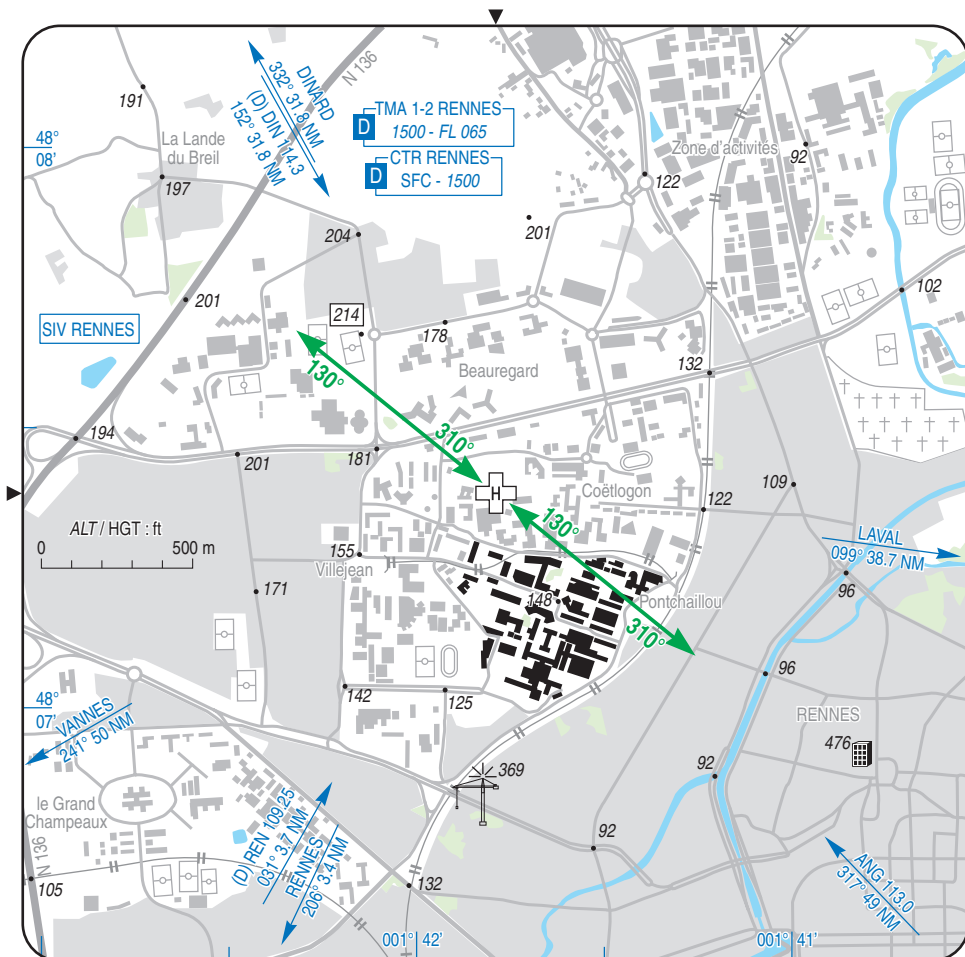 N 136
191
DINARD
332° 31.8 NM
(D) DIN 114.3
152° 31.8 NM
TMA 1-2 RENNES
D
1500 - FL 065
CTR RENNES
D
SFC - 1500
Zone d'activités
92
48°
08'
La Lande
du Breil
197
122
204
201
201
102
SIV RENNES
214
178
Beauregard
132
130°
310°
194
201
181
H
Coëtlogon
109
122
130°
ALT / HGT : ft
0
500 m
LAVAL
099° 38.7 NM
155
Villejean
96
171
148
Pontchaillou
310°
96
142
125
48°
07'
VANNES
241° 50 NM
RENNES
476
369
92
le Grand
Champeaux
(D) REN 109.25
031° 3.7 NM
RENNES
206° 3.4 NM
92
N 136
105
132
ANG 113.0
317° 49 NM
001° 42'
001° 41'